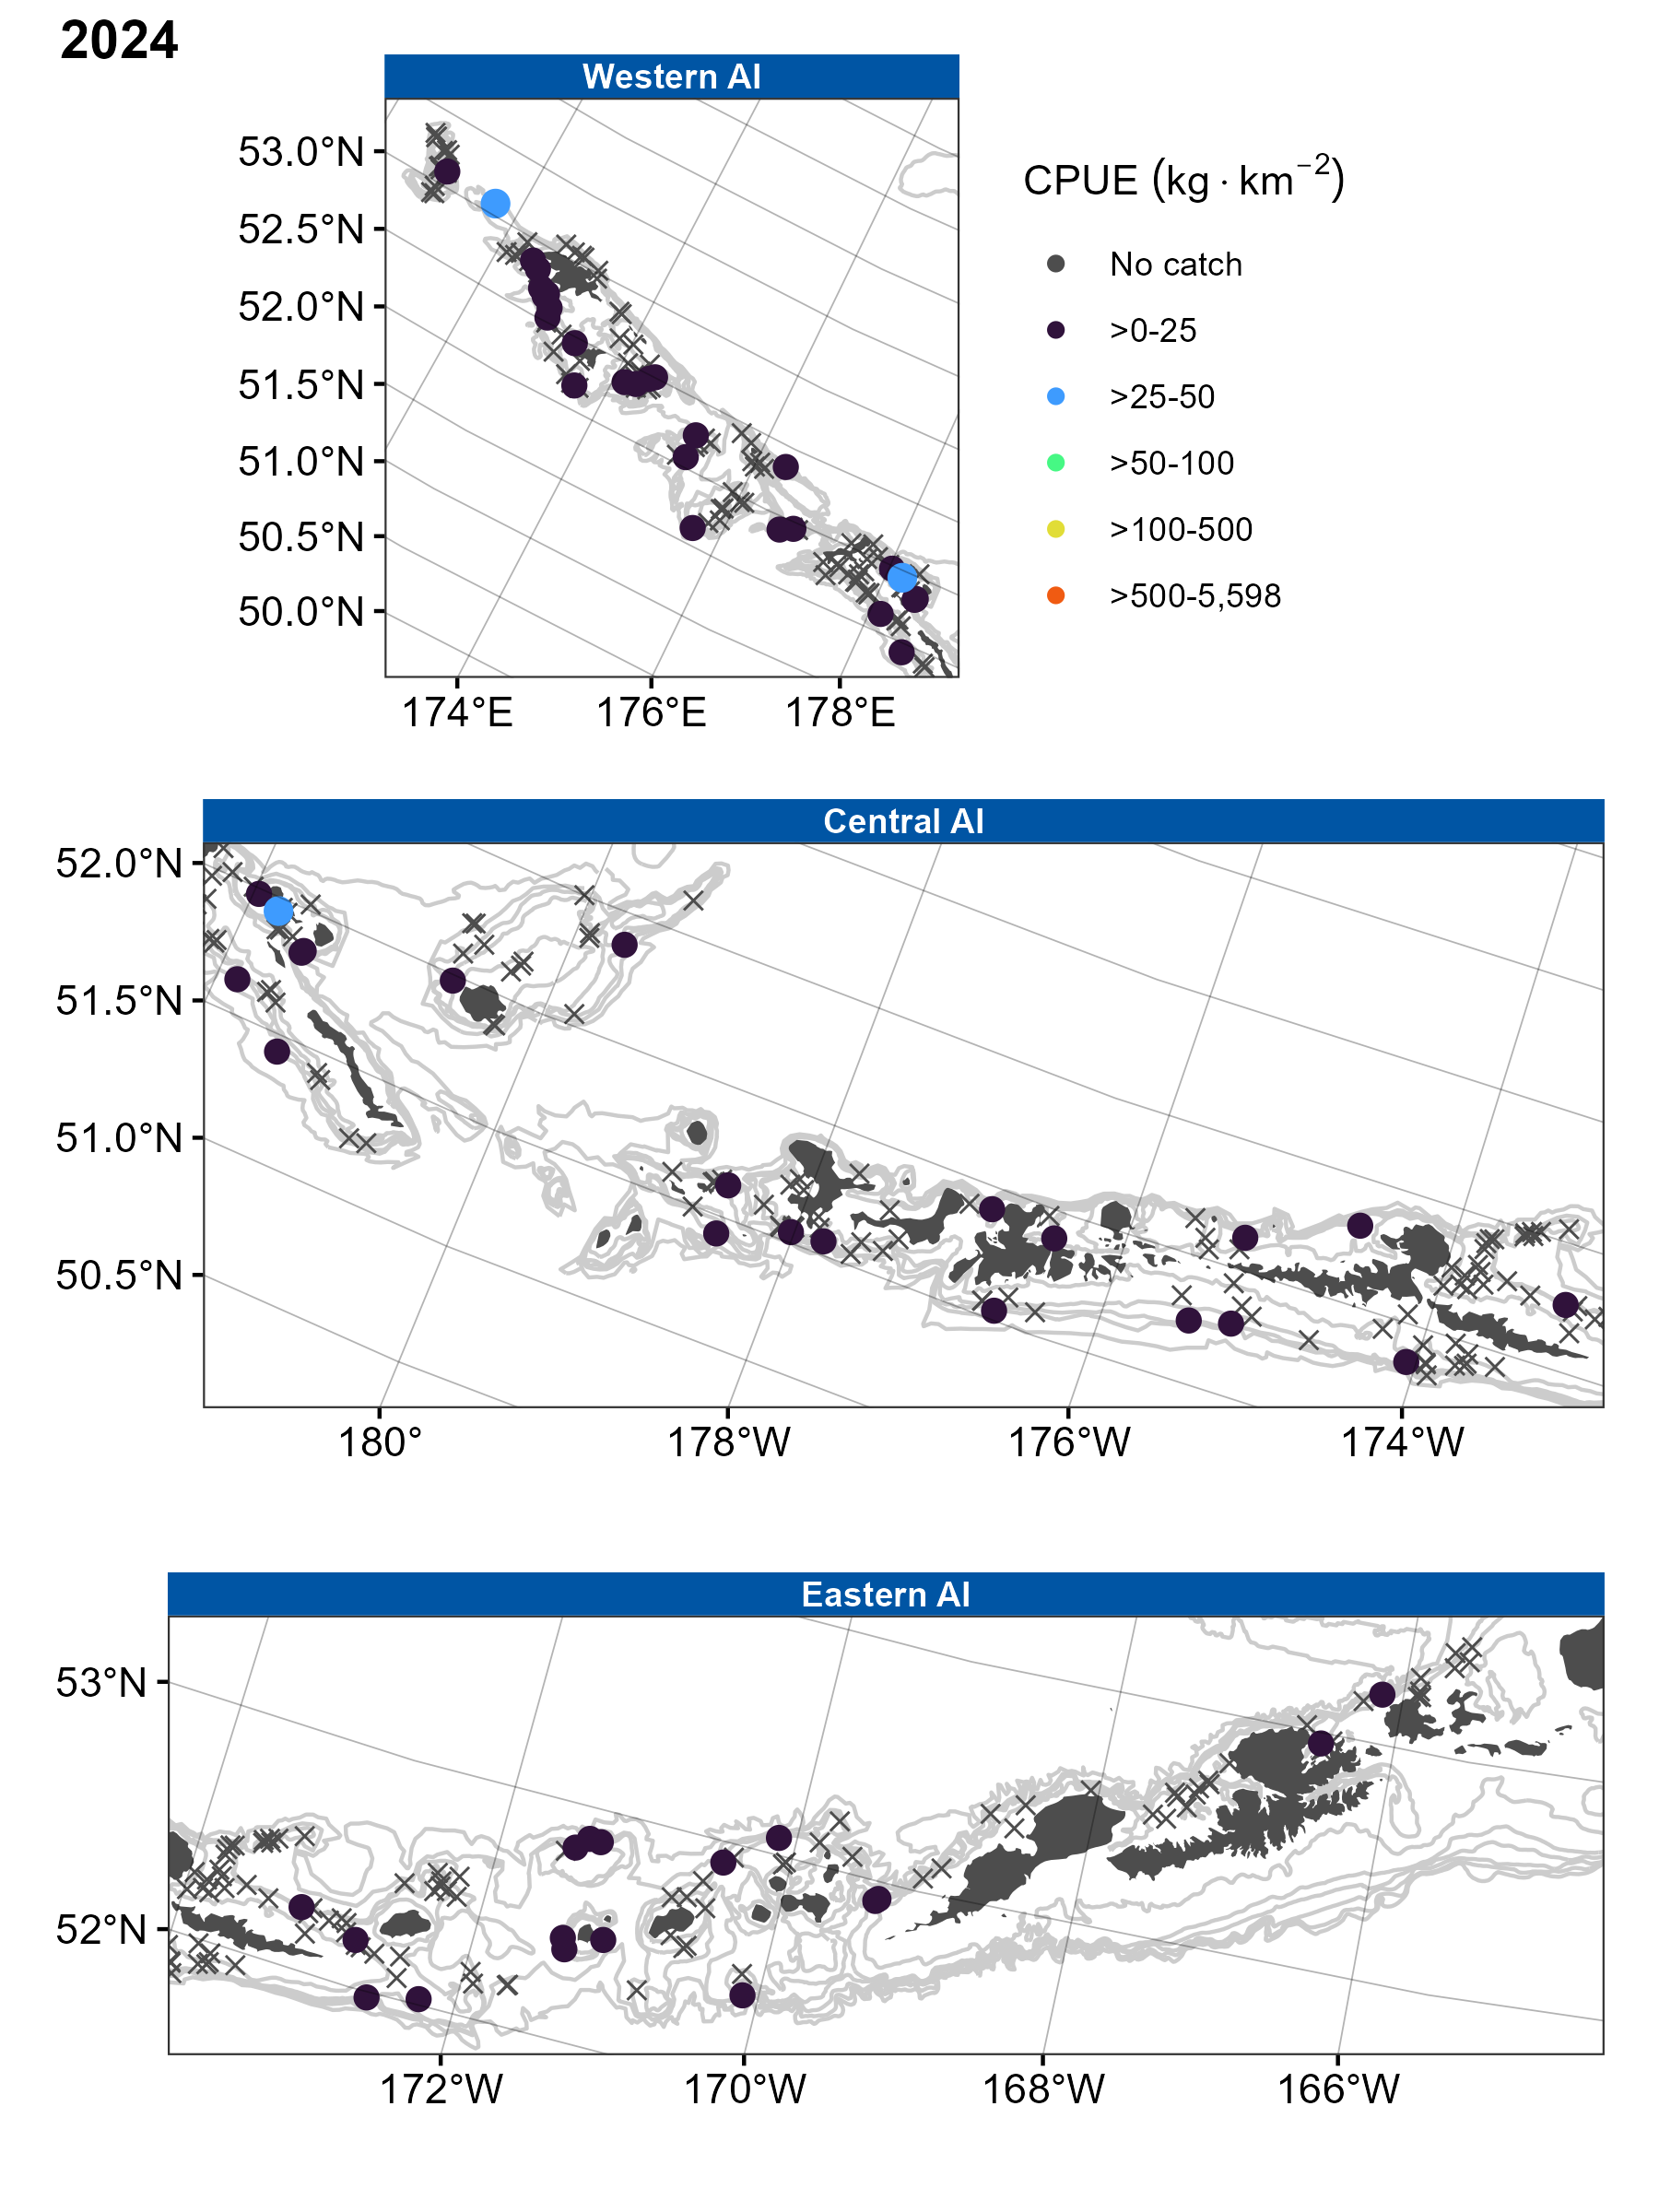 2024
Western AI
53.0°N
52.5°N
52.0°N
51.5°N
51.0°N
50.5°N
50.0°N
174°E 176°E 178°E
CPUE (kg · km⁻²)
No catch
>0-25
>25-50
>50-100
>100-500
>500-5,598
Central AI
52.0°N
51.5°N
51.0°N
50.5°N
180° 178°W 176°W 174°W
Eastern AI
53°N
52°N
172°W 170°W 168°W 166°W